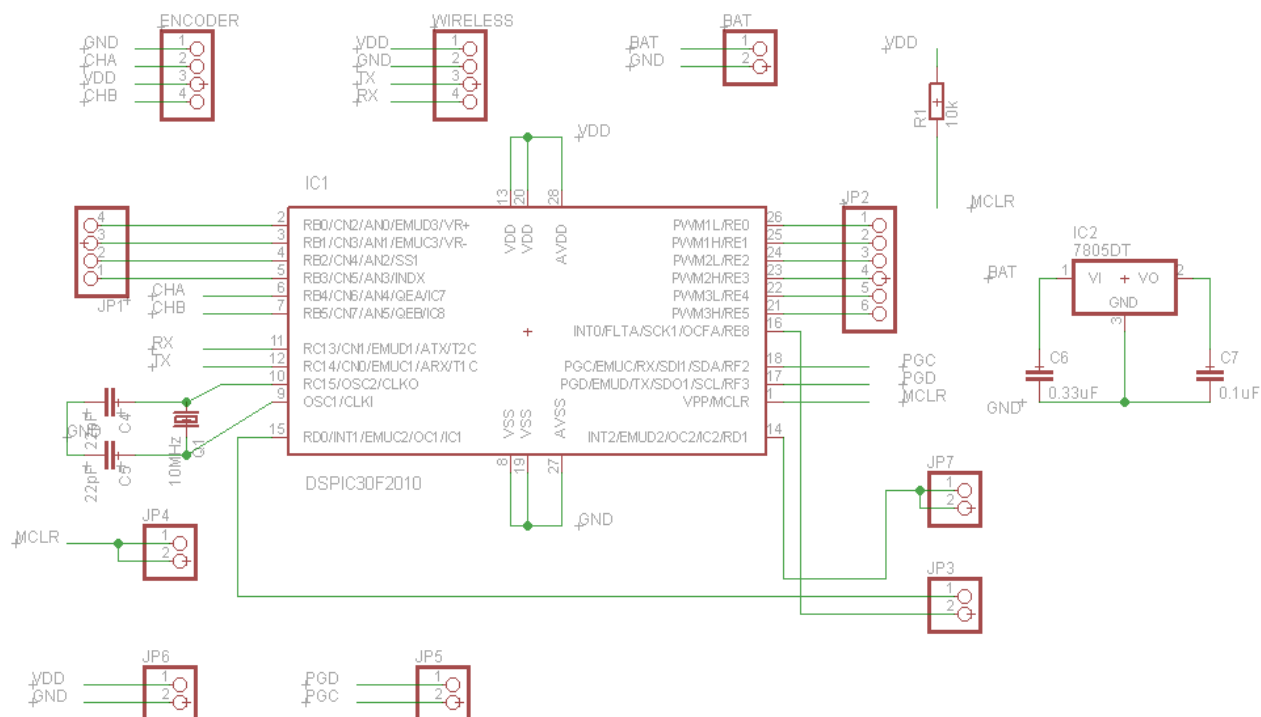 ENCODER
GND 1
CHA 2
VDD 3
CHB 4
WIRELESS
VDD 1
GND 2
TX 3
RX 4
BAT
BAT 1
GND 2
VDD
R1
10k
MCLR
VDD
IC1
13 20 28
VDD VDD AVDD
JP1
4
3
2
1
2 RB0/CN2/AN0/EMUD3/VR+
3 RB1/CN3/AN1/EMUC3/VR-
4 RB2/CN4/AN2/SS1
5 RB3/CN5/AN3/INDX
CHA 6 RB4/CN6/AN4/QEA/IC7
CHB 7 RB5/CN7/AN5/QEB/IC8
RX 11 RC13/CN1/EMUD1/ATX/T2C
TX 12 RC14/CN0/EMUC1/ARX/T1C
10 RC15/OSC2/CLKO
9 OSC1/CLKI
15 RD0/INT1/EMUC2/OC1/IC1
JP2
PWM1L/RE0 26 1
PWM1H/RE1 25 2
PWM2L/RE2 24 3
PWM2H/RE3 23 4
PWM3L/RE4 22 5
PWM3H/RE5 21 6
INT0/FLTA/SCK1/OCFA/RE8 16
PGC/EMUC/RX/SDI1/SDA/RF2 18 PGC
PGD/EMUD/TX/SDO1/SCL/RF3 17 PGD
VPP/MCLR 1 MCLR
INT2/EMUD2/OC2/IC2/RD1 14
VSS VSS AVSS
8 19 27
GND
DSPIC30F2010
GND
22pF
C4
22pF
C5
10MHz
Q1
IC2
7805DT
BAT
1 VI VO 2
GND
3
C6
0.33uF
C7
0.1uF
GND
JP7
1
2
JP3
1
2
JP4
MCLR 1
2
JP6
VDD 1
GND 2
JP5
PGD 1
PGC 2